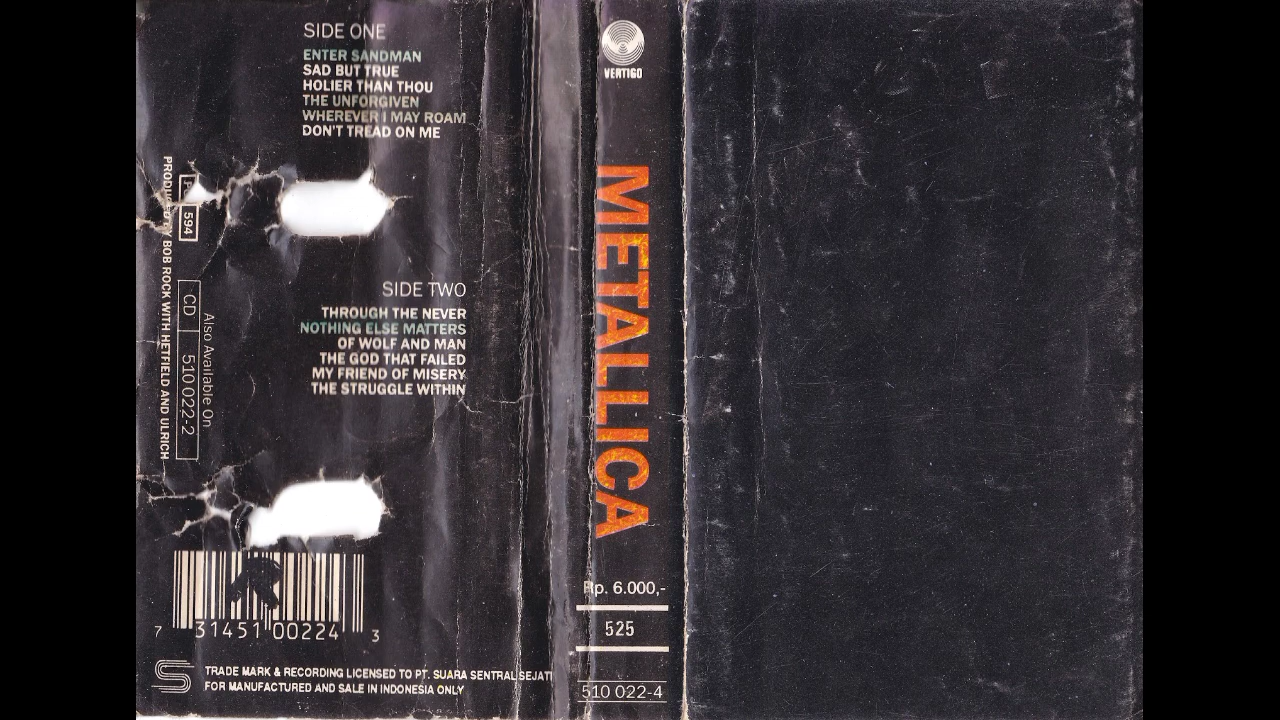 SIDE ONE
ENTER SANDMAN
SAD BUT TRUE
HOLIER THAN THOU
THE UNFORGIVEN
WHEREVER I MAY ROAM
DON'T TREAD ON ME
SIDE TWO
THROUGH THE NEVER
NOTHING ELSE MATTERS
OF WOLF AND MAN
THE GOD THAT FAILED
MY FRIEND OF MISERY
THE STRUGGLE WITHIN
594
Also Available On
CD 510 022-2
PRODUCED BY BOB ROCK WITH HETFIELD AND ULRICH
7 31451 00224 3
TRADE MARK & RECORDING LICENSED TO PT. SUARA SENTRAL SEJATI
FOR MANUFACTURED AND SALE IN INDONESIA ONLY
VERTIGO
METALLICA
Rp. 6.000,-
525
510 022-4